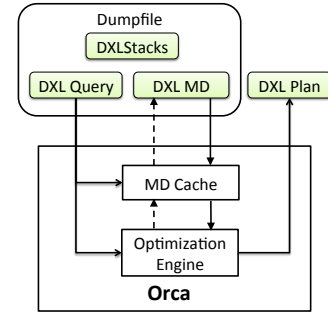 Dumpfile
DXLStacks
DXL Query
DXL MD
DXL Plan
MD Cache
Optimization
Engine
Orca